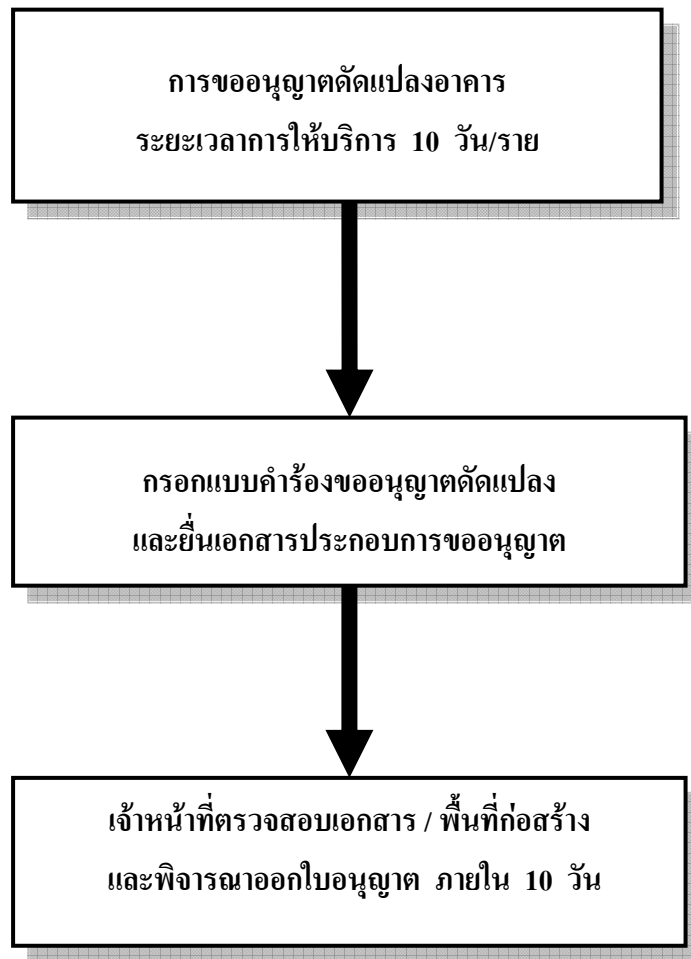 การขออนุญาตดัดแปลงอาคาร
ระยะเวลาการให้บริการ 10 วัน/ราย
กรอกแบบคำร้องขออนุญาตดัดแปลง
และยื่นเอกสารประกอบการขออนุญาต
เจ้าหน้าที่ตรวจสอบเอกสาร / พื้นที่ก่อสร้าง
และพิจารณาออกใบอนุญาต ภายใน 10 วัน